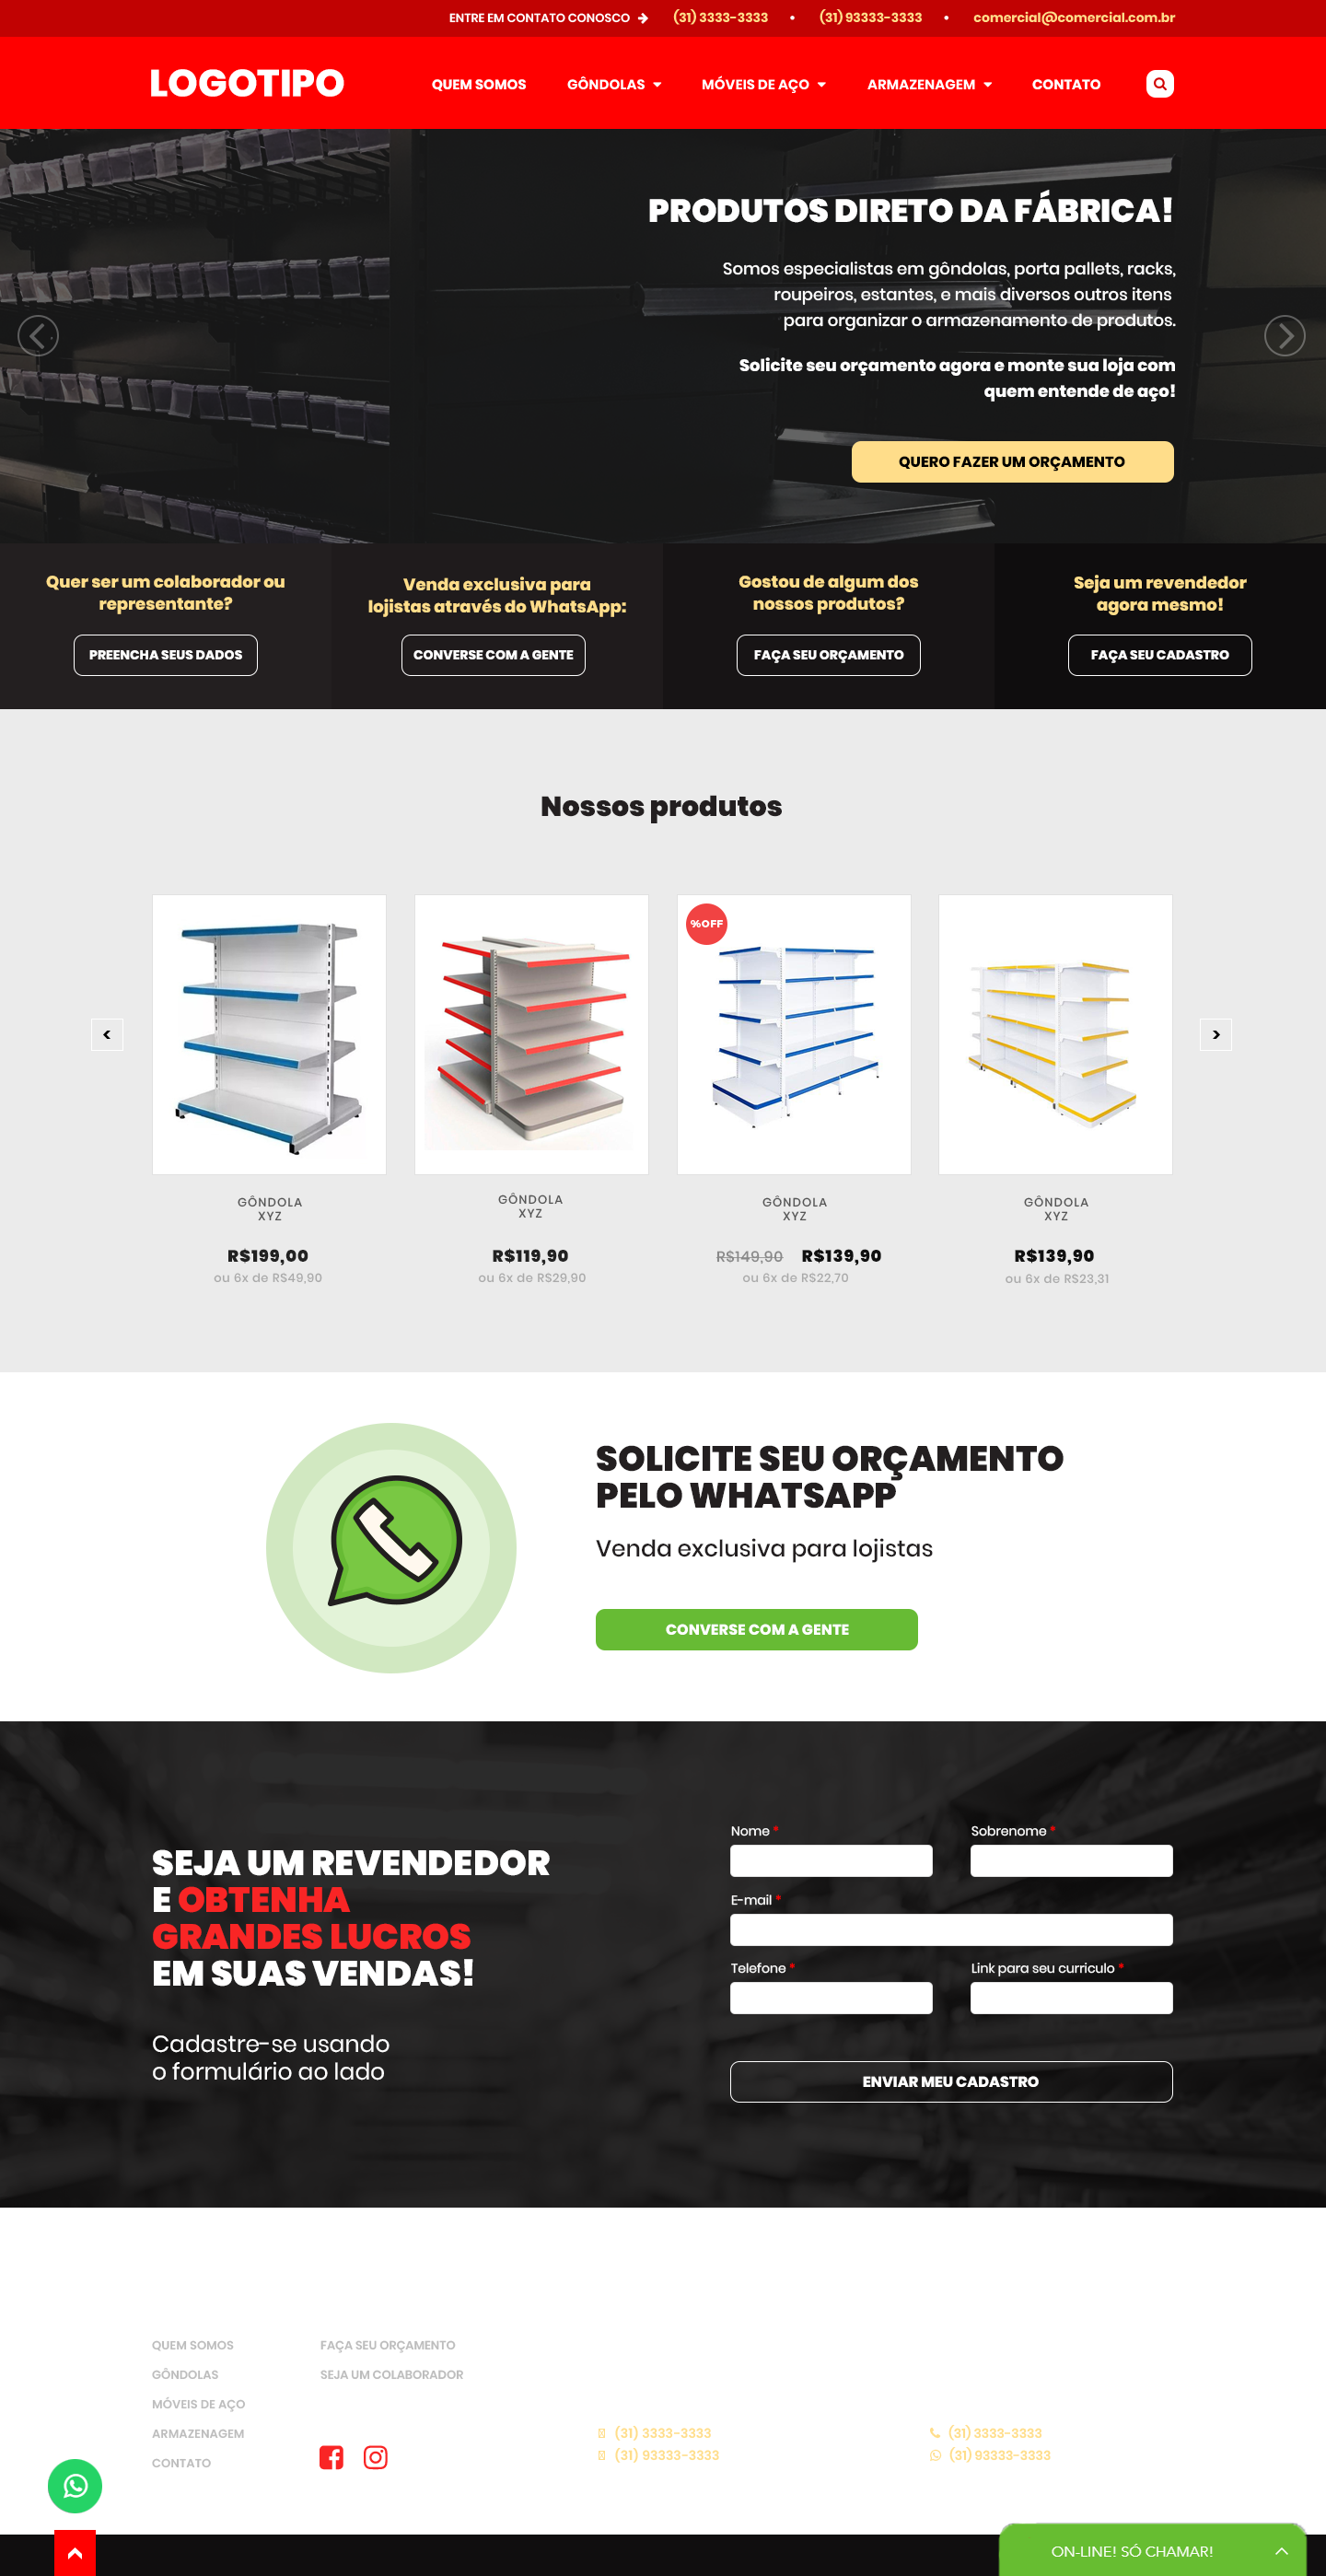 ENTRE EM CONTATO CONOSCO (31) 3333-3333 • (31) 93333-3333 • comercial@comercial.com.br
LOGOTIPO QUEM SOMOS GÔNDOLAS MÓVEIS DE AÇO ARMAZENAGEM CONTATO
PRODUTOS DIRETO DA FÁBRICA!
Somos especialistas em gôndolas, porta pallets, racks,
roupeiros, estantes, e mais diversos outros itens
para organizar o armazenamento de produtos.
Solicite seu orçamento agora e monte sua loja com
quem entende de aço!
QUERO FAZER UM ORÇAMENTO
Quer ser um colaborador ou
representante?
PREENCHA SEUS DADOS
Venda exclusiva para
lojistas através do WhatsApp:
CONVERSE COM A GENTE
Gostou de algum dos
nossos produtos?
FAÇA SEU ORÇAMENTO
Seja um revendedor
agora mesmo!
FAÇA SEU CADASTRO
Nossos produtos
%OFF
< >
GÔNDOLA
XYZ
R$199,00
ou 6x de R$49,90
GÔNDOLA
XYZ
R$119,90
ou 6x de R$29,90
GÔNDOLA
XYZ
R$149,90 R$139,90
ou 6x de R$22,70
GÔNDOLA
XYZ
R$139,90
ou 6x de R$23,31
SOLICITE SEU ORÇAMENTO
PELO WHATSAPP
Venda exclusiva para lojistas
CONVERSE COM A GENTE
SEJA UM REVENDEDOR
E OBTENHA
GRANDES LUCROS
EM SUAS VENDAS!
Cadastre-se usando
o formulário ao lado
Nome * Sobrenome *
E-mail *
Telefone * Link para seu curriculo *
ENVIAR MEU CADASTRO
QUEM SOMOS
GÔNDOLAS
MÓVEIS DE AÇO
ARMAZENAGEM
CONTATO
FAÇA SEU ORÇAMENTO
SEJA UM COLABORADOR
(31) 3333-3333
(31) 93333-3333
(31) 3333-3333
(31) 93333-3333
ON-LINE! SÓ CHAMAR!